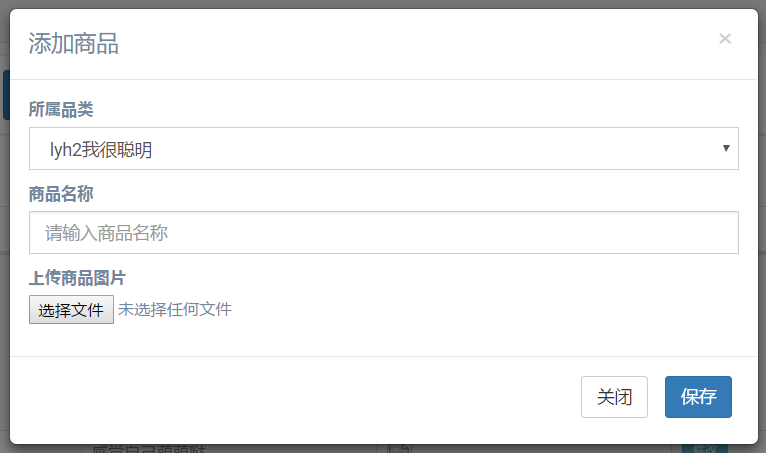 添加商品
×
所属品类
lyh2我很聪明
商品名称
请输入商品名称
上传商品图片
选择文件 未选择任何文件
关闭 保存